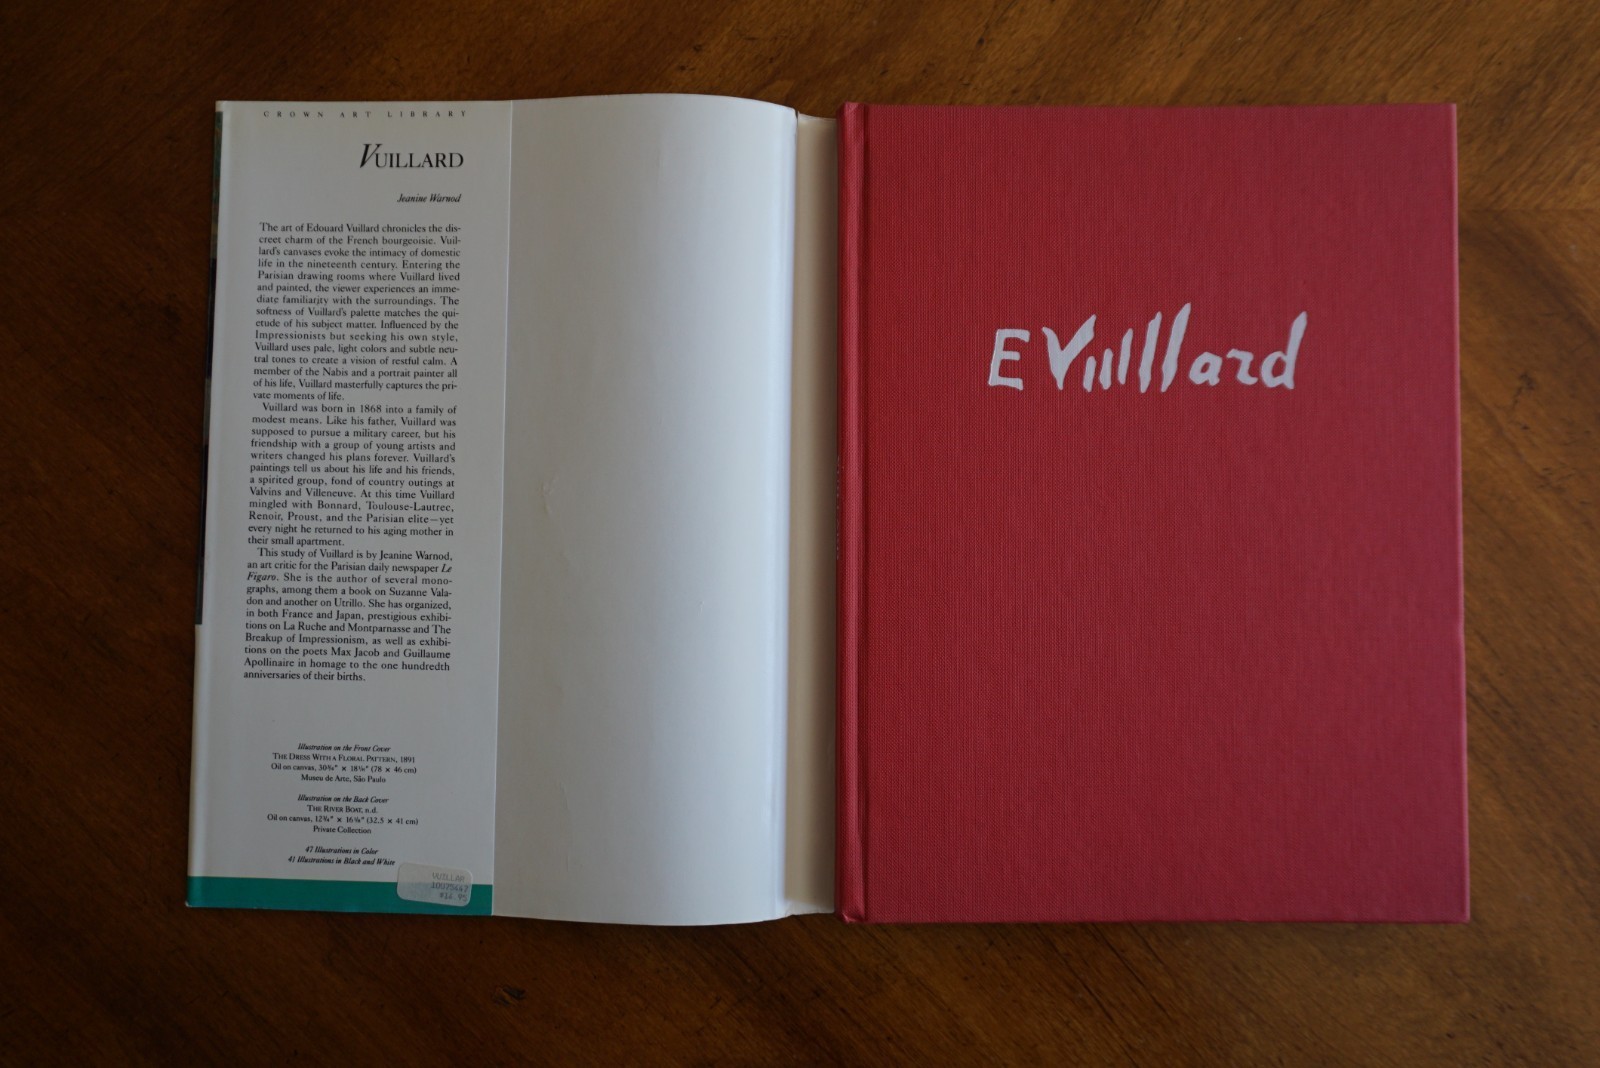 CROWN ART LIBRARY
VUILLARD
Jeanine Warnod
The art of Edouard Vuillard chronicles the dis-
creet charm of the French bourgeoisie. Vuil-
lard's canvases evoke the intimacy of domestic
life in the nineteenth century. Entering the
Parisian drawing rooms where Vuillard lived
and painted, the viewer experiences an imme-
diate familiarity with the surroundings. The
softness of Vuillard's palette matches the qui-
etude of his subject matter. Influenced by the
Impressionists but seeking his own style,
Vuillard uses pale, light colors and subtle neu-
tral tones to create a vision of restful calm. A
member of the Nabis and a portrait painter all
of his life, Vuillard masterfully captures the pri-
vate moments of life.
Vuillard was born in 1868 into a family of
modest means. Like his father, Vuillard was
supposed to pursue a military career, but his
friendship with a group of young artists and
writers changed his plans forever. Vuillard's
paintings tell us about his life and his friends,
a spirited group, fond of country outings at
Valvins and Villeneuve. At this time Vuillard
mingled with Bonnard, Toulouse-Lautrec,
Renoir, Proust, and the Parisian elite—yet
every night he returned to his aging mother in
their small apartment.
This study of Vuillard is by Jeanine Warnod,
an art critic for the Parisian daily newspaper Le
Figaro. She is the author of several mono-
graphs, among them a book on Suzanne Vala-
don and another on Utrillo. She has organized,
in both France and Japan, prestigious exhibi-
tions on La Ruche and Montparnasse and The
Breakup of Impressionism, as well as exhibi-
tions on the poets Max Jacob and Guillaume
Apollinaire in homage to the one hundredth
anniversaries of their births.
Illustration on the Front Cover
THE DRESS WITH A FLORAL PATTERN, 1891
Oil on canvas, (78 × 46 cm)
Museu de Arte, São Paulo
Illustration on the Back Cover
THE RIVER BOAT, n.d.
Oil on canvas, (32.5 × 41 cm)
Private Collection
47 Illustrations in Color
41 Illustrations in Black and White
VUILLAR
E Vuillard